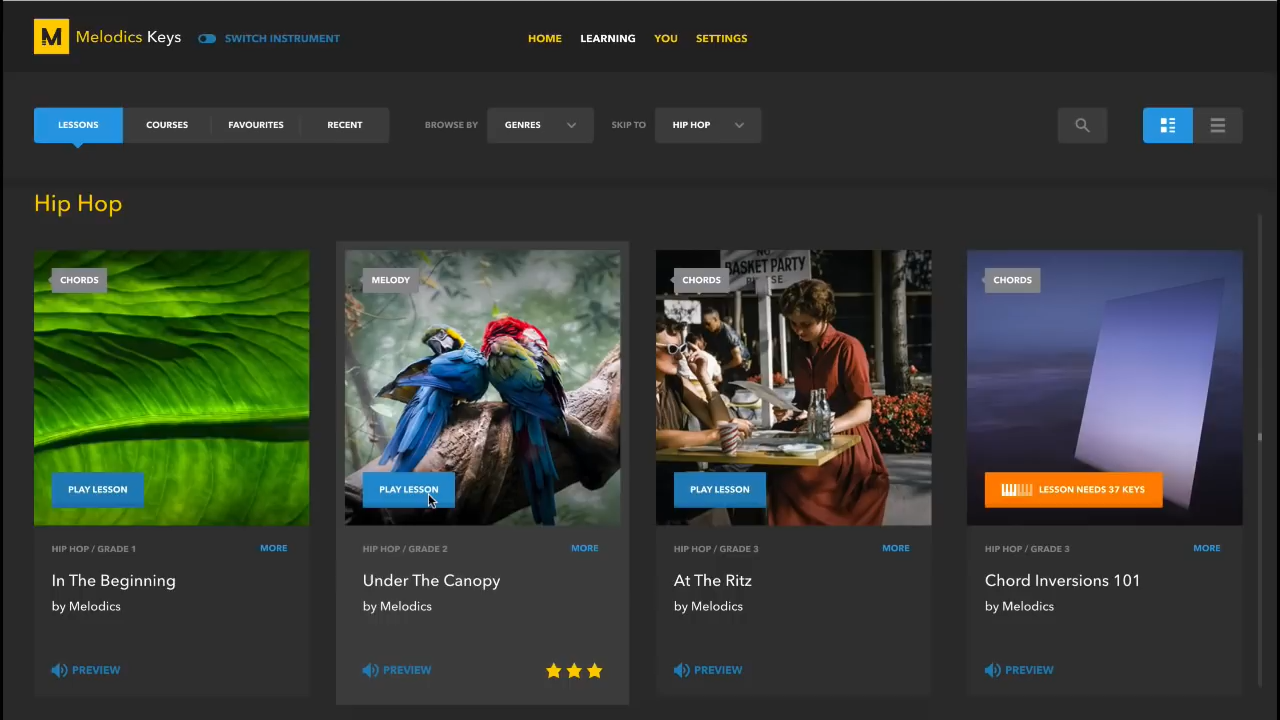 M Melodics Keys
SWITCH INSTRUMENT
HOME
LEARNING
YOU
SETTINGS
LESSONS
COURSES
FAVOURITES
RECENT
BROWSE BY
GENRES
SKIP TO
HIP HOP
Hip Hop
CHORDS
PLAY LESSON
HIP HOP / GRADE 1
MORE
In The Beginning
by Melodics
PREVIEW
MELODY
PLAY LESSON
HIP HOP / GRADE 2
MORE
Under The Canopy
by Melodics
PREVIEW
CHORDS
BASKET PARTY
PLAY LESSON
HIP HOP / GRADE 3
MORE
At The Ritz
by Melodics
PREVIEW
CHORDS
LESSON NEEDS 37 KEYS
HIP HOP / GRADE 3
MORE
Chord Inversions 101
by Melodics
PREVIEW